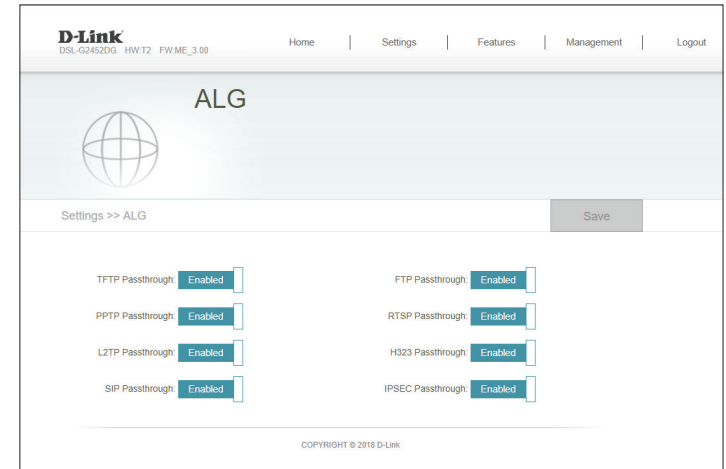 D-Link
DSL-G2452DG HW:T2 FW:ME_3.00
Home | Settings | Features | Management | Logout
ALG
Settings >> ALG
Save
TFTP Passthrough: Enabled
FTP Passthrough: Enabled
PPTP Passthrough: Enabled
RTSP Passthrough: Enabled
L2TP Passthrough: Enabled
H323 Passthrough: Enabled
SIP Passthrough: Enabled
IPSEC Passthrough: Enabled
COPYRIGHT © 2018 D-Link